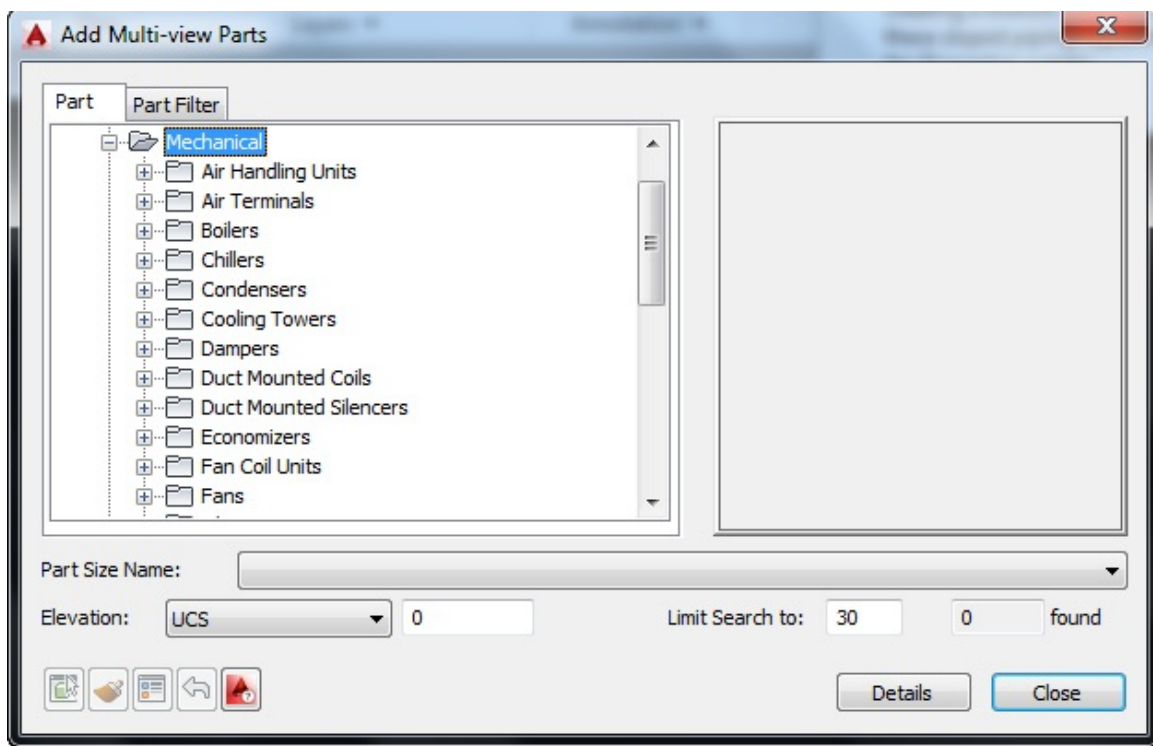 Add Multi-view Parts
Part
Part Filter
Mechanical
Air Handling Units
Air Terminals
Boilers
Chillers
Condensers
Cooling Towers
Dampers
Duct Mounted Coils
Duct Mounted Silencers
Economizers
Fan Coil Units
Fans
Part Size Name:
Elevation: UCS 0 Limit Search to: 30 0 found
Details Close